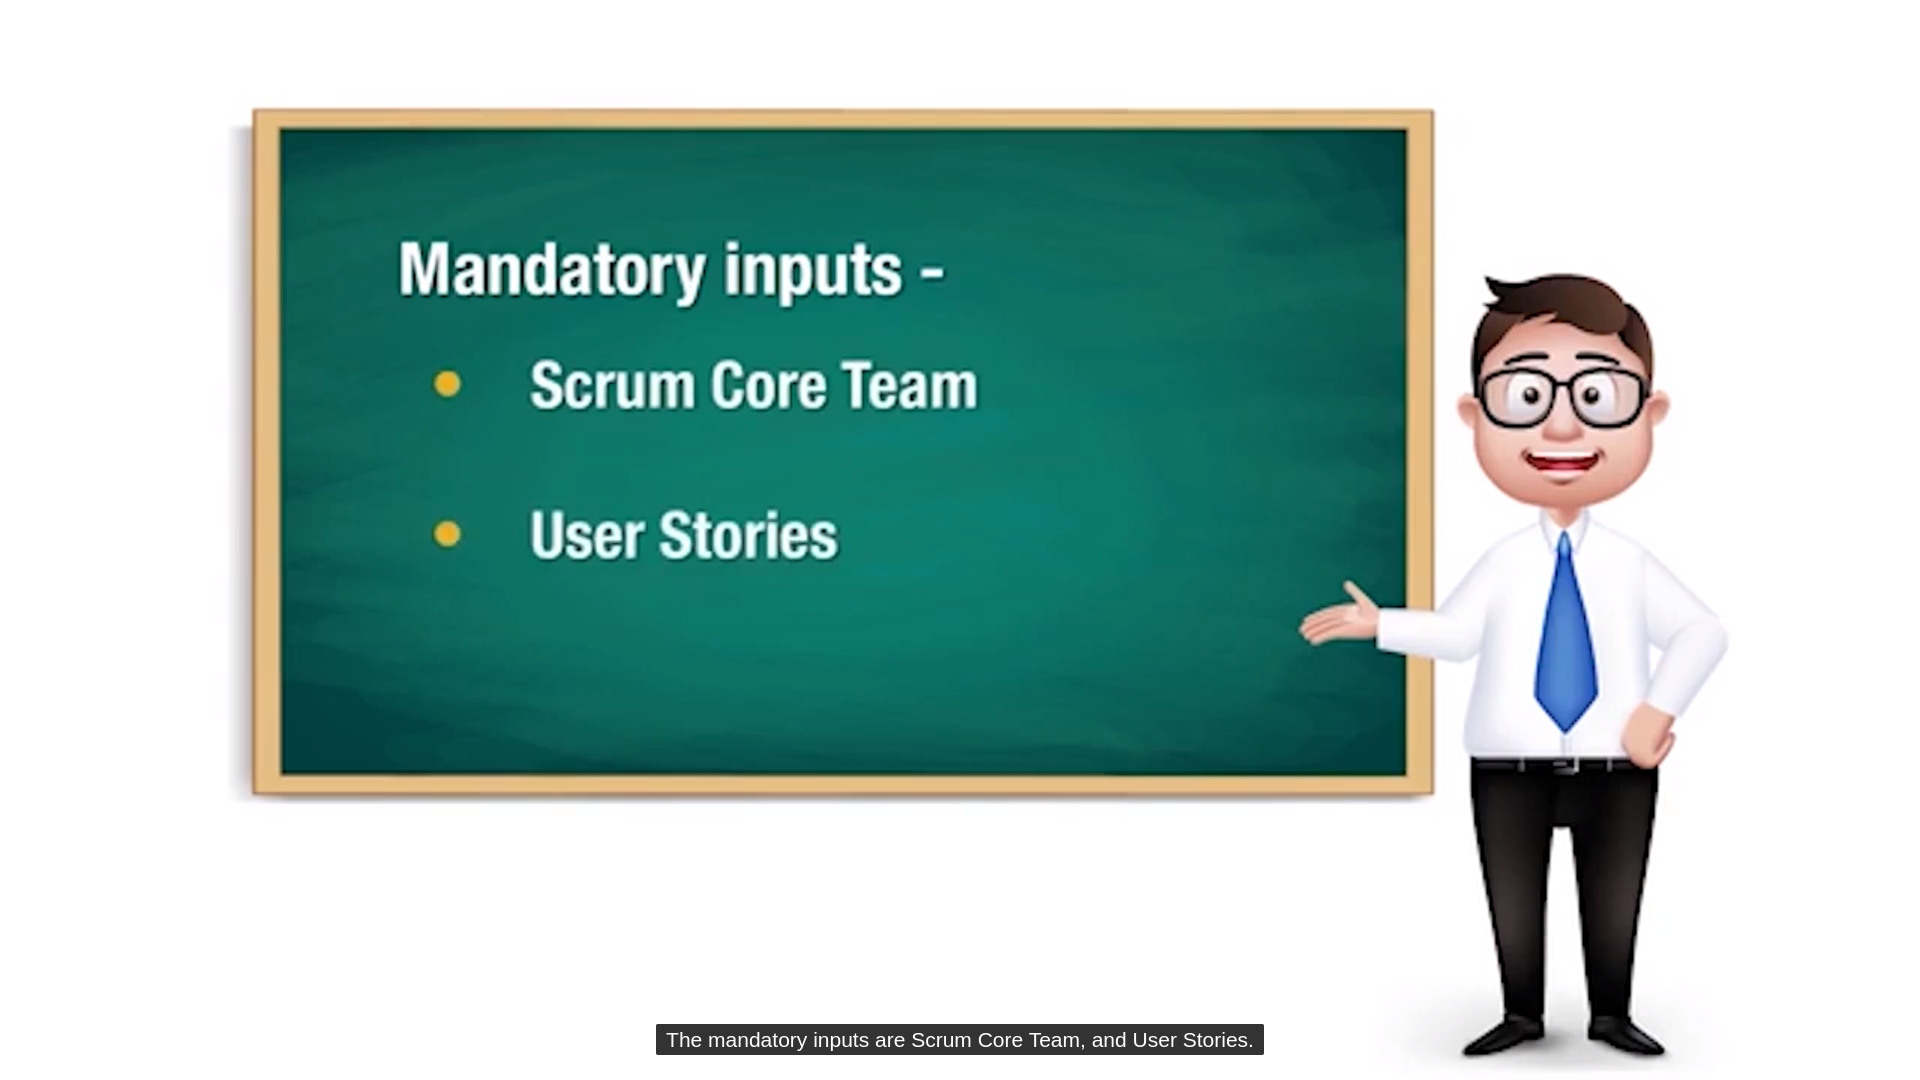 Mandatory inputs -
Scrum Core Team
User Stories
The mandatory inputs are Scrum Core Team, and User Stories.